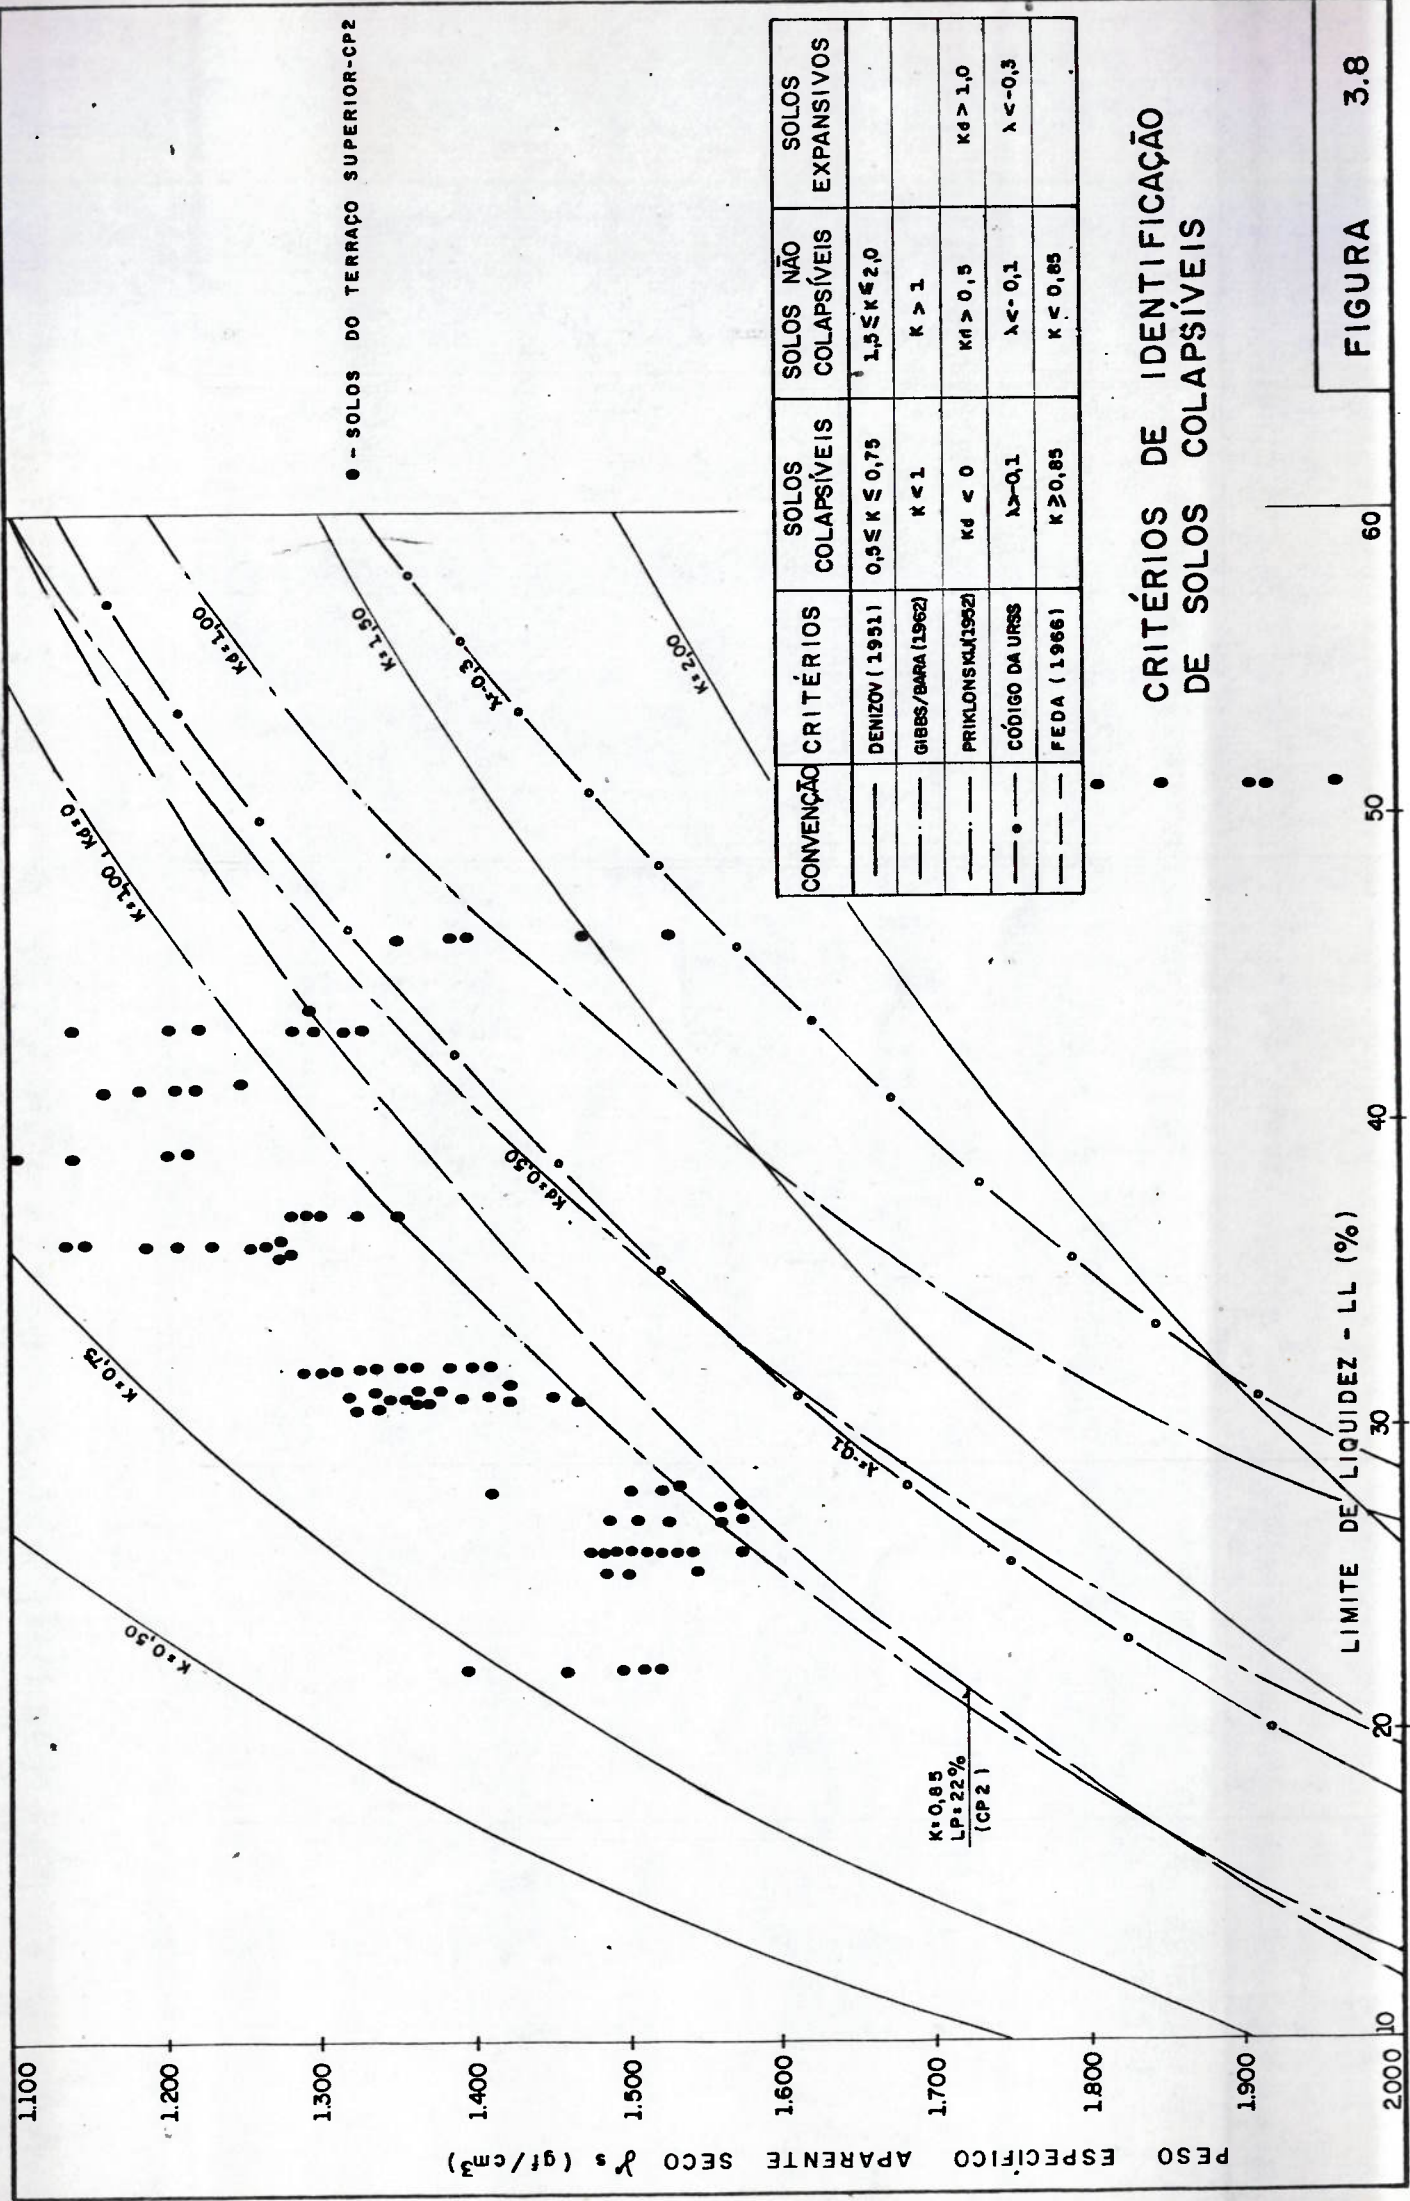 ● - SOLOS DO TERRAÇO SUPERIOR-CP2
K=1,00, Kd=0
Kd=1,00
K=1,50
λ=-0,3
K=2,00
K=0,75
K=0,50
Kd=0,50
λ=-0,1
K=0,85
LP=22%
(CP2)
CONVENÇÃO CRITÉRIOS SOLOS COLAPSÍVEIS SOLOS NÃO COLAPSÍVEIS SOLOS EXPANSIVOS
DENIZOV (1951) 0,5≤K≤0,75 1,5≤K≤2,0
GIBBS/BARA (1962) K<1 K>1
PRIKLONSKIJ (1952) Kd<0 Kd>0,5 Kd>1,0
CÓDIGO DA URSS λ>-0,1 λ<-0,1 λ<-0,3
FEDA (1966) K≥0,85 K<0,85
CRITÉRIOS DE IDENTIFICAÇÃO
DE SOLOS COLAPSÍVEIS
FIGURA 3.8
PESO ESPECÍFICO APARENTE SECO γs (gf/cm³)
1.100
1.200
1.300
1.400
1.500
1.600
1.700
1.800
1.900
2.000
10 20 30 40 50 60
LIMITE DE LIQUIDEZ - LL (%)